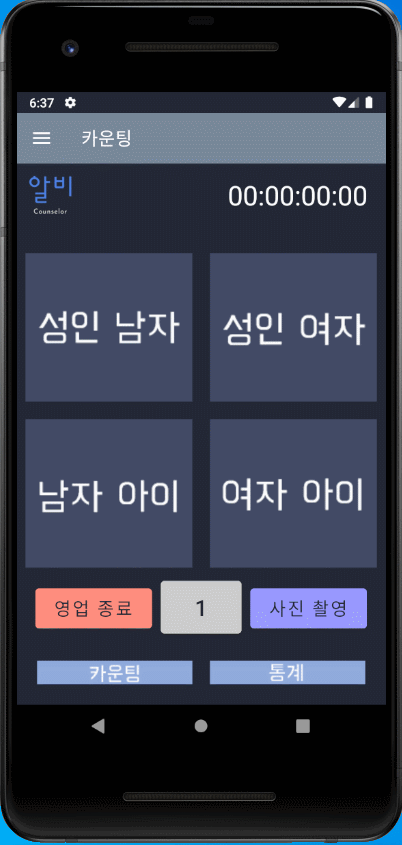 6:37
카운팅
알비
Counselor
00:00:00:00
성인 남자
성인 여자
남자 아이
여자 아이
영업 종료
1
사진 촬영
카운팅
통계